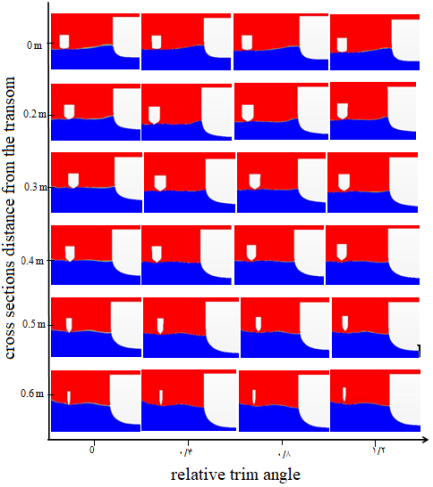 cross sections distance from the transom
0 m
0.2 m
0.3 m
0.4 m
0.5 m
0.6 m
0 ۰/۴ ۰/۸ ۱/۲
relative trim angle